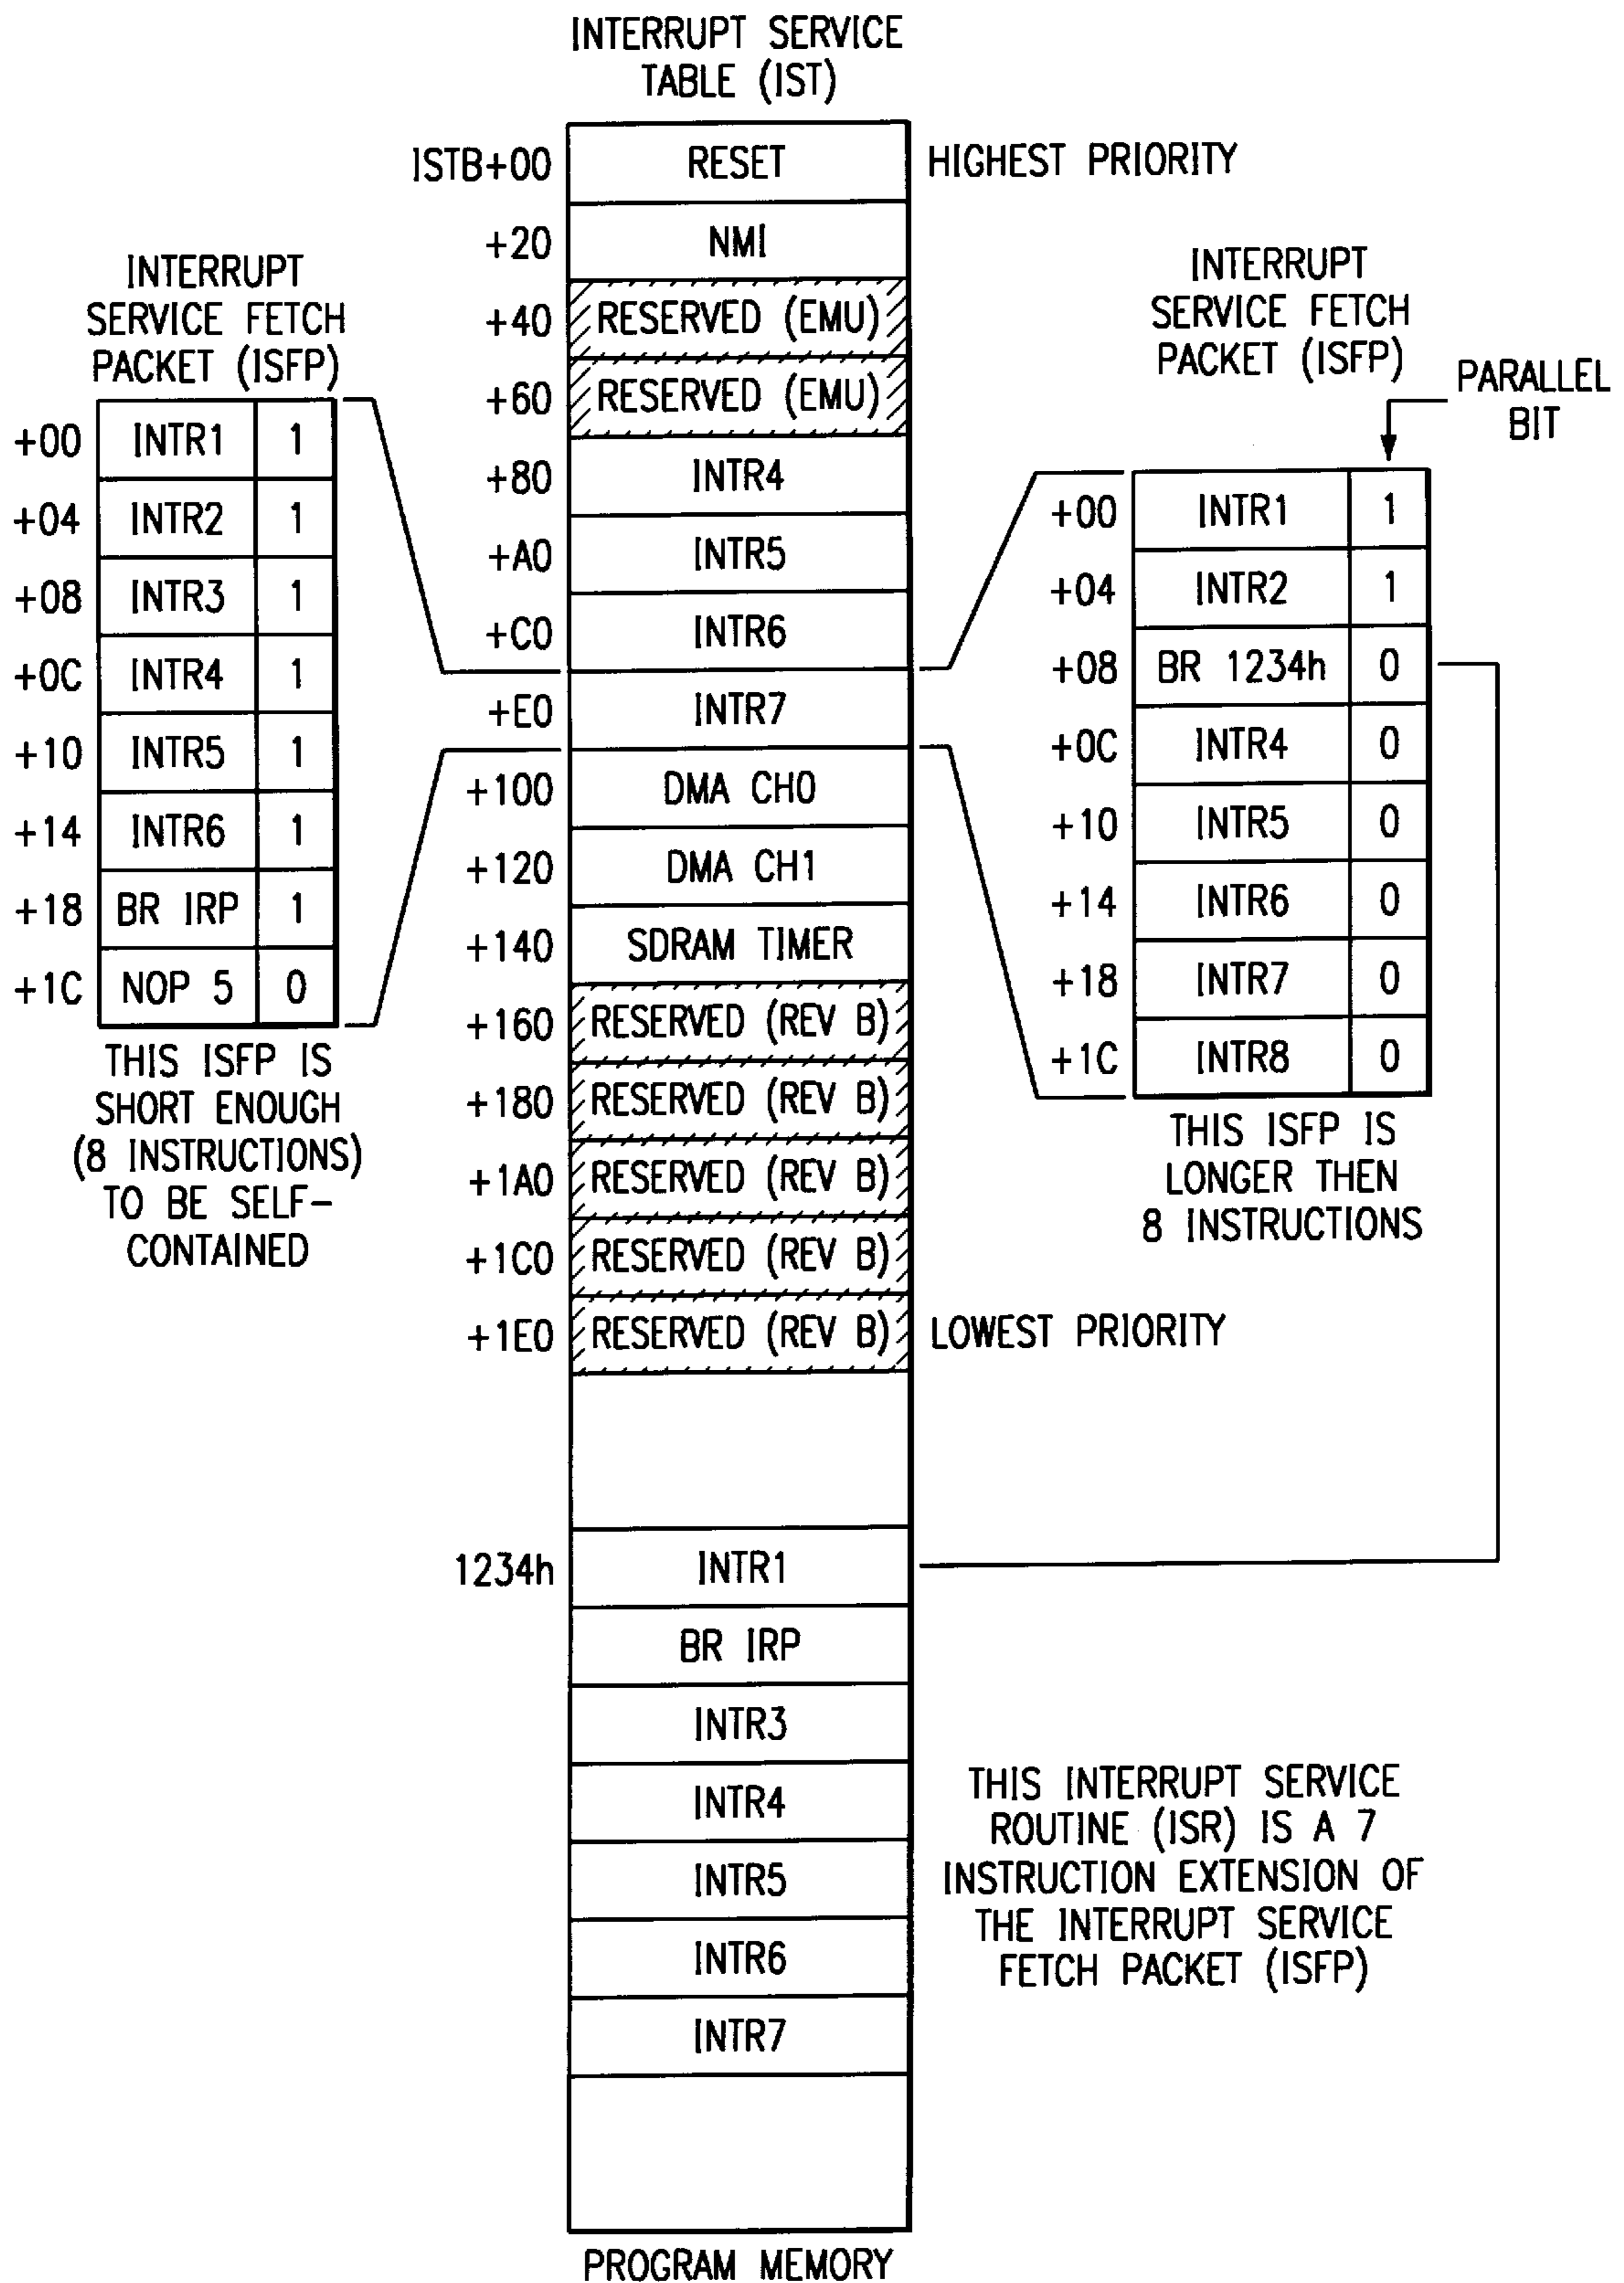 INTERRUPT SERVICE
TABLE (IST)
ISTB+00 RESET HIGHEST PRIORITY
+20 NMI
+40 RESERVED (EMU)
+60 RESERVED (EMU)
+80 INTR4
+A0 INTR5
+C0 INTR6
+E0 INTR7
+100 DMA CH0
+120 DMA CH1
+140 SDRAM TIMER
+160 RESERVED (REV B)
+180 RESERVED (REV B)
+1A0 RESERVED (REV B)
+1C0 RESERVED (REV B)
+1E0 RESERVED (REV B) LOWEST PRIORITY
1234h INTR1
BR IRP
INTR3
INTR4
INTR5
INTR6
INTR7
PROGRAM MEMORY
INTERRUPT
SERVICE FETCH
PACKET (ISFP)
+00 INTR1 1
+04 INTR2 1
+08 INTR3 1
+0C INTR4 1
+10 INTR5 1
+14 INTR6 1
+18 BR IRP 1
+1C NOP 5 0
THIS ISFP IS
SHORT ENOUGH
(8 INSTRUCTIONS)
TO BE SELF-
CONTAINED
INTERRUPT
SERVICE FETCH
PACKET (ISFP)
PARALLEL
BIT
+00 INTR1 1
+04 INTR2 1
+08 BR 1234h 0
+0C INTR4 0
+10 INTR5 0
+14 INTR6 0
+18 INTR7 0
+1C INTR8 0
THIS ISFP IS
LONGER THEN
8 INSTRUCTIONS
THIS INTERRUPT SERVICE
ROUTINE (ISR) IS A 7
INSTRUCTION EXTENSION OF
THE INTERRUPT SERVICE
FETCH PACKET (ISFP)